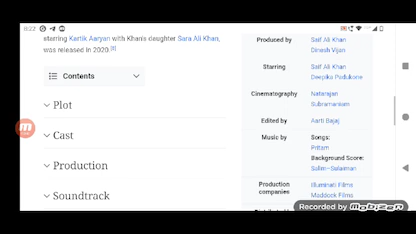 8:22
starring Kartik Aaryan with Khan's daughter Sara Ali Khan,
was released in 2020.[8]
Contents
Plot
Cast
Production
Soundtrack
Produced by Saif Ali Khan
Dinesh Vijan
Starring Saif Ali Khan
Deepika Padukone
Cinematography Natarajan
Subramaniam
Edited by Aarti Bajaj
Music by Songs:
Pritam
Background Score:
Salim–Sulaiman
Production
companies Illuminati Films
Maddock Films
Recorded by Mobizen